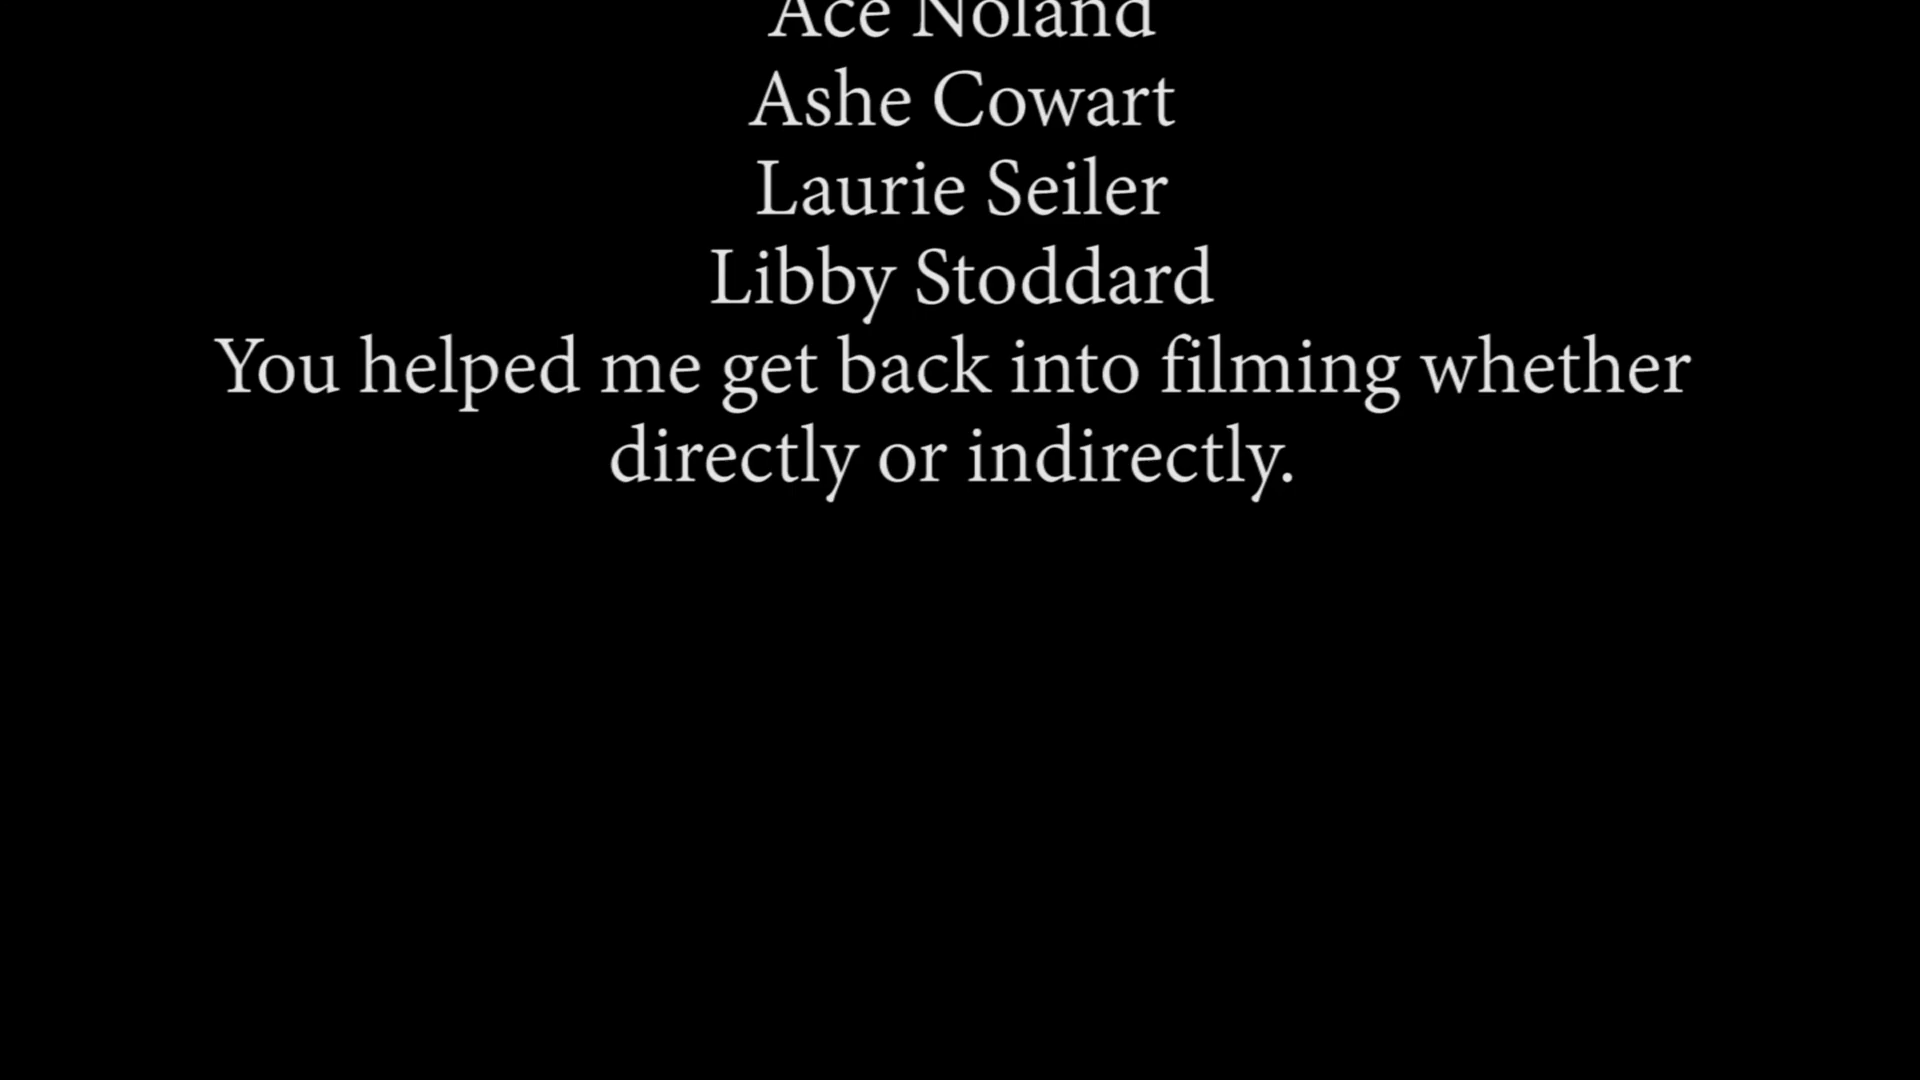 Ace Noland
Ashe Cowart
Laurie Seiler
Libby Stoddard
You helped me get back into filming whether
directly or indirectly.